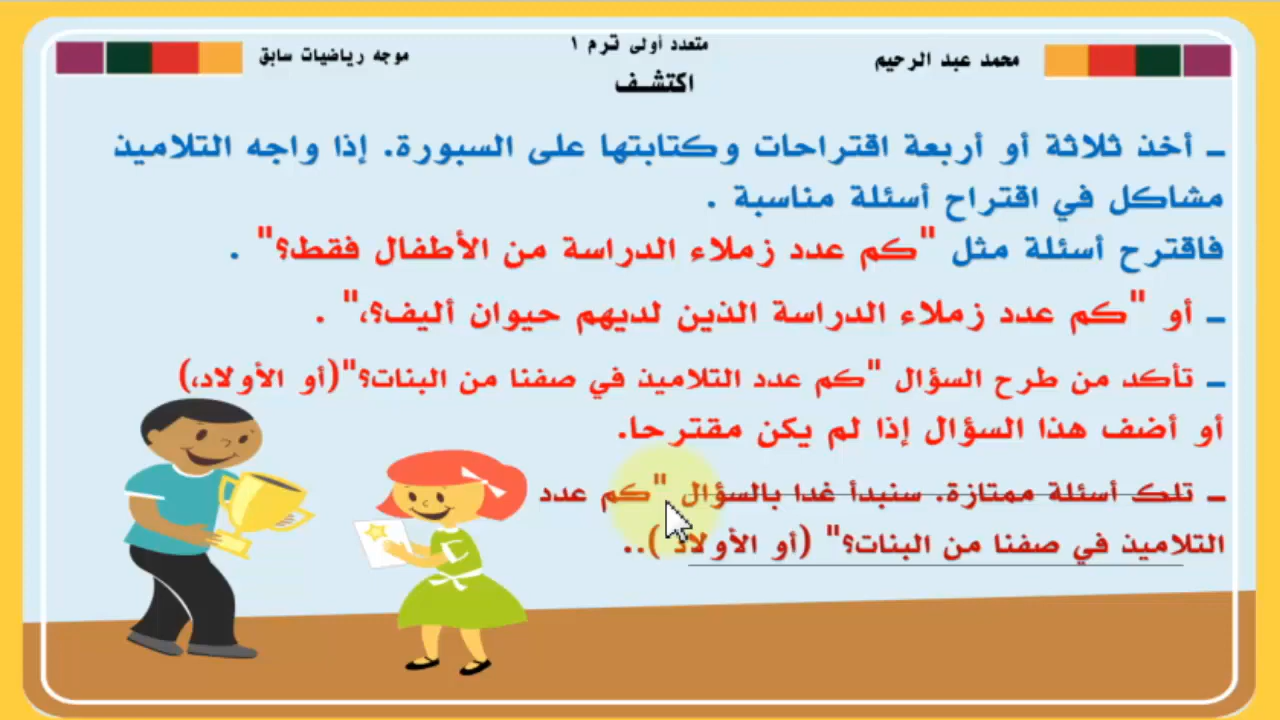 محمد عبد الرحيم
متعدد أولى ترم ١
موجه رياضيات سابق
اكتشف
ـ أخذ ثلاثة أو أربعة اقتراحات وكتابتها على السبورة. إذا واجه التلاميذ
مشاكل في اقتراح أسئلة مناسبة .
فاقترح أسئلة مثل "كم عدد زملاء الدراسة من الأطفال فقط؟" .
ـ أو "كم عدد زملاء الدراسة الذين لديهم حيوان أليف؟،" .
ـ تأكد من طرح السؤال "كم عدد التلاميذ في صفنا من البنات؟"(أو الأولاد،)
أو أضف هذا السؤال إذا لم يكن مقترحا.
ـ تلك أسئلة ممتازة. سنبدأ غدا بالسؤال "كم عدد
التلاميذ في صفنا من البنات؟" (أو الأولاد )..